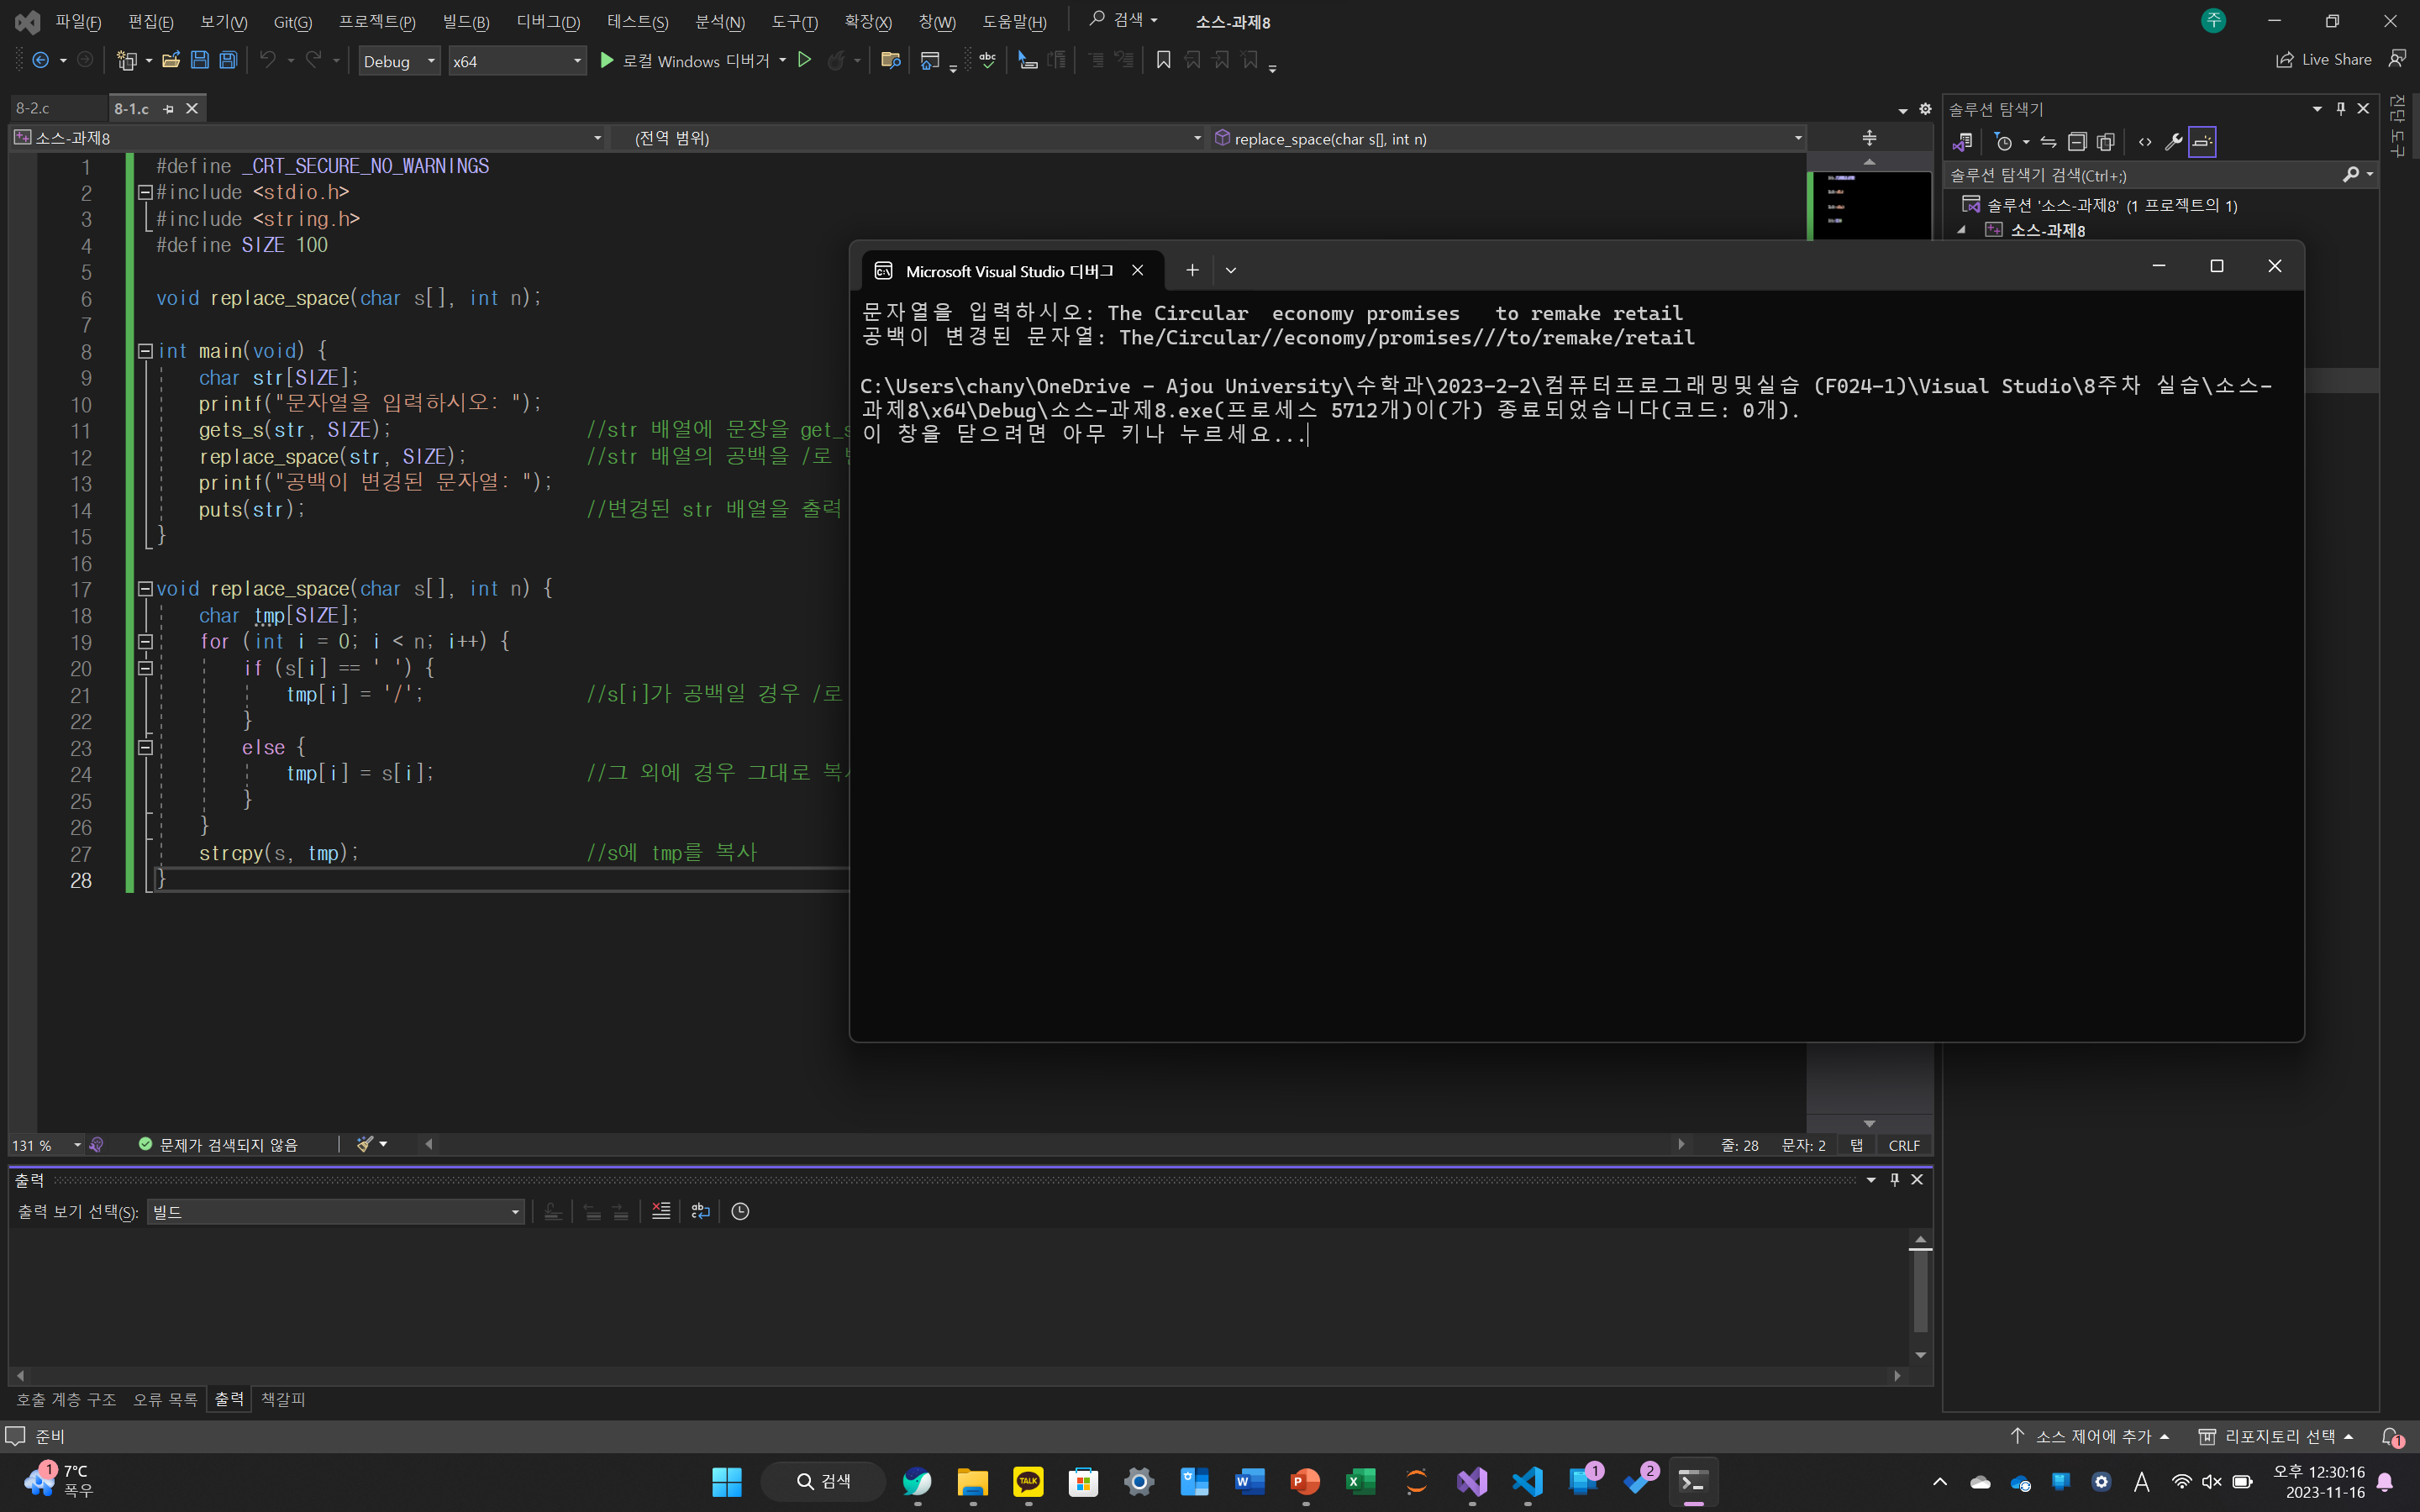 파일(F) 편집(E) 보기(V) Git(G) 프로젝트(P) 빌드(B) 디버그(D) 테스트(S) 분석(N) 도구(T) 확장(X) 창(W) 도움말(H) 검색 소스-과제8 주
Debug x64 로컬 Windows 디버거 Live Share
8-2.c 8-1.c
소스-과제8 (전역 범위) replace_space(char s[], int n)
1 #define _CRT_SECURE_NO_WARNINGS
2 #include <stdio.h>
3 #include <string.h>
4 #define SIZE 100
5
6 void replace_space(char s[], int n);
7
8 int main(void) {
9 char str[SIZE];
10 printf("문자열을 입력하시오: ");
11 gets_s(str, SIZE); //str 배열에 문장을 get_s
12 replace_space(str, SIZE); //str 배열의 공백을 /로
13 printf("공백이 변경된 문자열: ");
14 puts(str); //변경된 str 배열을 출력
15 }
16
17 void replace_space(char s[], int n) {
18 char tmp[SIZE];
19 for (int i = 0; i < n; i++) {
20 if (s[i] == ' ') {
21 tmp[i] = '/'; //s[i]가 공백일 경우 /로
22 }
23 else {
24 tmp[i] = s[i]; //그 외에 경우 그대로
25 }
26 }
27 strcpy(s, tmp); //s에 tmp를 복사
28 }
솔루션 탐색기
솔루션 탐색기 검색(Ctrl+;)
솔루션 '소스-과제8' (1 프로젝트의 1)
소스-과제8
진단 도구
Microsoft Visual Studio 디버그
문자열을 입력하시오: The Circular  economy promises   to remake retail
공백이 변경된 문자열: The/Circular//economy/promises///to/remake/retail
C:\Users\chany\OneDrive - Ajou University\수학과\2023-2-2\컴퓨터프로그래밍및실습 (F024-1)\Visual Studio\8주차 실습\소스-
과제8\x64\Debug\소스-과제8.exe(프로세스 5712개)이(가) 종료되었습니다(코드: 0개).
이 창을 닫으려면 아무 키나 누르세요...
131 % 문제가 검색되지 않음 줄: 28 문자: 2 탭 CRLF
출력
출력 보기 선택(S): 빌드
호출 계층 구조 오류 목록 출력 책갈피
준비 소스 제어에 추가 리포지토리 선택 1
1 7°C
폭우
검색 TALK 1 2 A 오후 12:30:16
2023-11-16